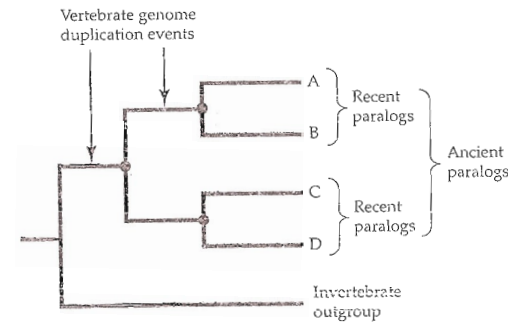 Vertebrate genome
duplication events
A
Recent
paralogs
B
Ancient
paralogs
C
Recent
paralogs
D
Invertebrate
outgroup